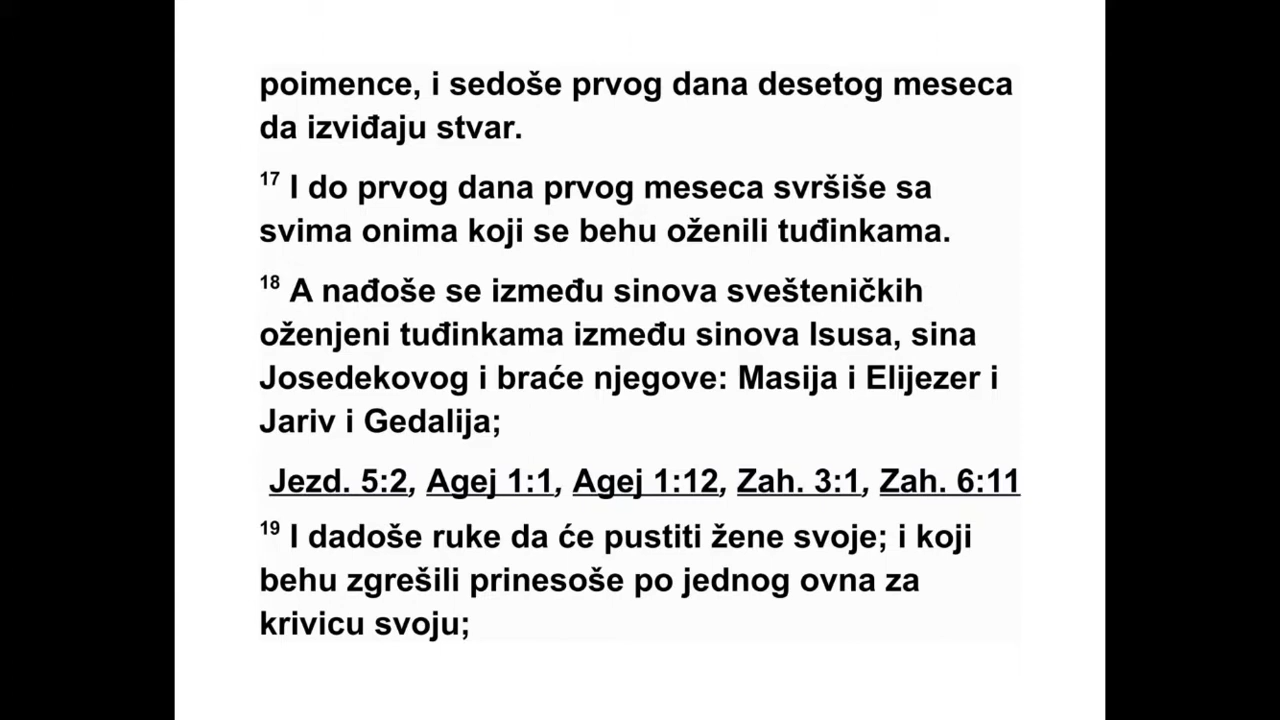 poimence, i sedoše prvog dana desetog meseca
da izviđaju stvar.
17 I do prvog dana prvog meseca svršiše sa
svima onima koji se behu oženili tuđinkama.
18 A nađoše se između sinova svešteničkih
oženjeni tuđinkama između sinova Isusa, sina
Josedekovog i braće njegove: Masija i Elijezer i
Jariv i Gedalija;
Jezd. 5:2, Agej 1:1, Agej 1:12, Zah. 3:1, Zah. 6:11
19 I dadoše ruke da će pustiti žene svoje; i koji
behu zgrešili prinesoše po jednog ovna za
krivicu svoju;